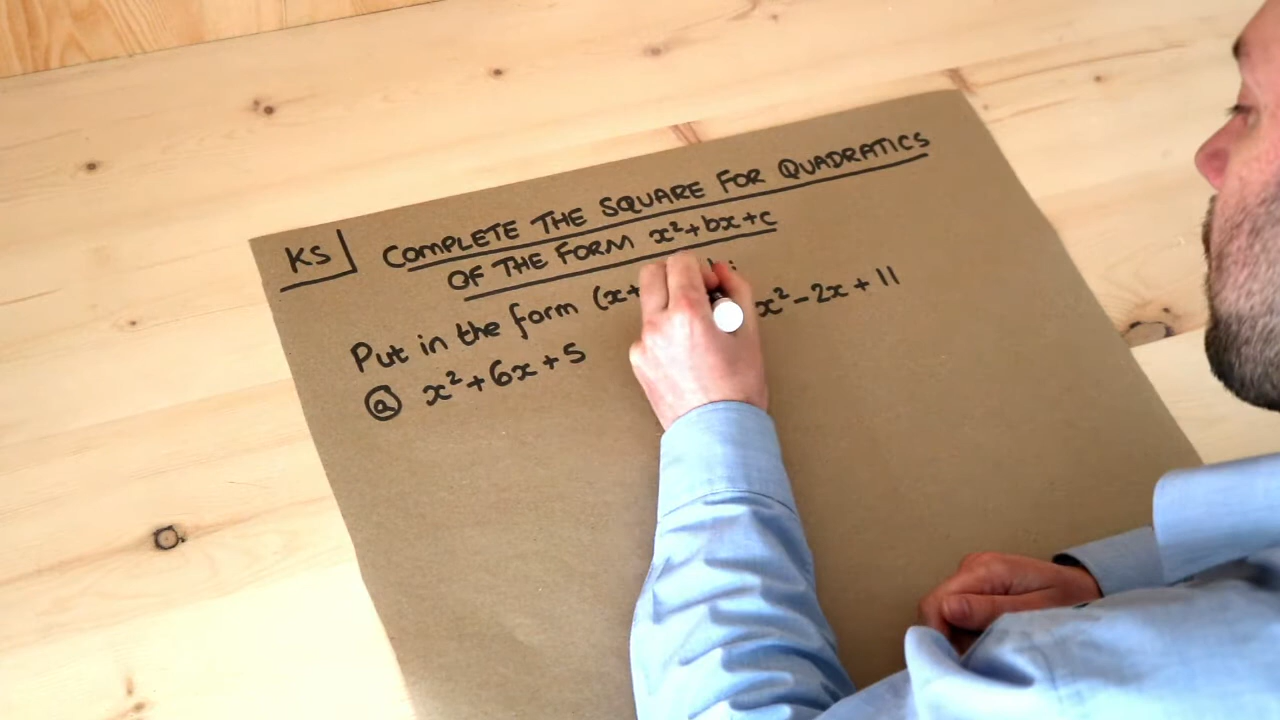 KS
COMPLETE THE SQUARE FOR QUADRATICS
OF THE FORM x²+bx+c
Put in the form (x+
ⓐ x²+6x+5
x²-2x+11